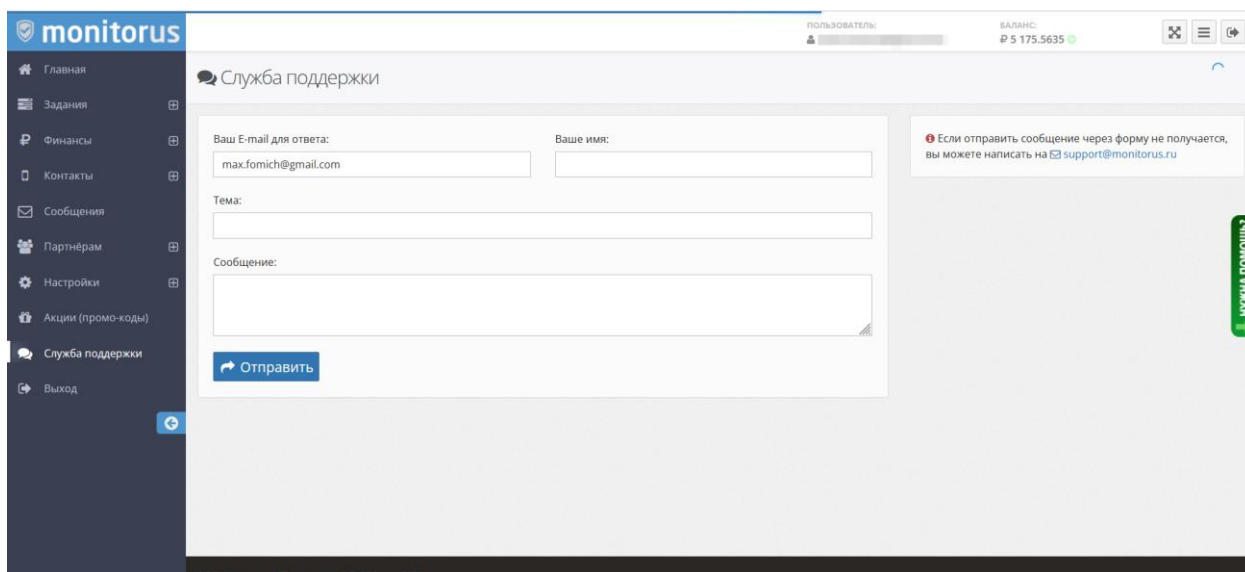 monitorus
ПОЛЬЗОВАТЕЛЬ:
БАЛАНС:
₽ 5 175.5635
Главная
Задания
Финансы
Контакты
Сообщения
Партнёрам
Настройки
Акции (промо-коды)
Служба поддержки
Выход
Служба поддержки
Ваш E-mail для ответа:
Ваше имя:
max.fomich@gmail.com
Тема:
Сообщение:
Отправить
Если отправить сообщение через форму не получается,
вы можете написать на support@monitorus.ru
НУЖНА ПОМОЩЬ?